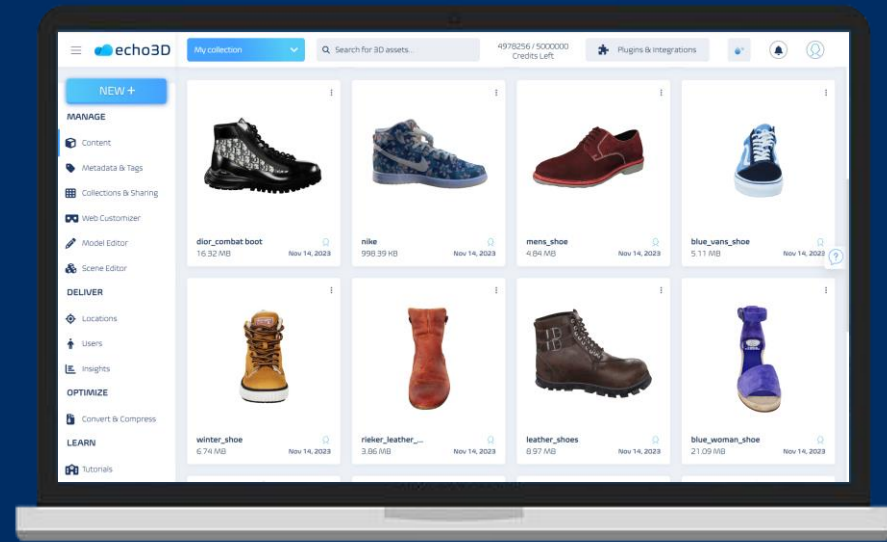 echo3D
My collection
Search for 3D assets...
4978256 / 5000000
Credits Left
Plugins & Integrations
NEW +
MANAGE
Content
Metadata & Tags
Collections & Sharing
Web Customizer
Model Editor
Scene Editor
DELIVER
Locations
Users
Insights
OPTIMIZE
Convert & Compress
LEARN
Tutorials
dior_combat boot
16.32 MB
Nov 14, 2023
nike
998.39 KB
Nov 14, 2023
mens_shoe
4.84 MB
Nov 14, 2023
blue_vans_shoe
5.11 MB
Nov 14, 2023
?
winter_shoe
6.74 MB
Nov 14, 2023
rieker_leather_...
3.86 MB
Nov 14, 2023
leather_shoes
8.97 MB
Nov 14, 2023
blue_woman_shoe
21.09 MB
Nov 14, 2023